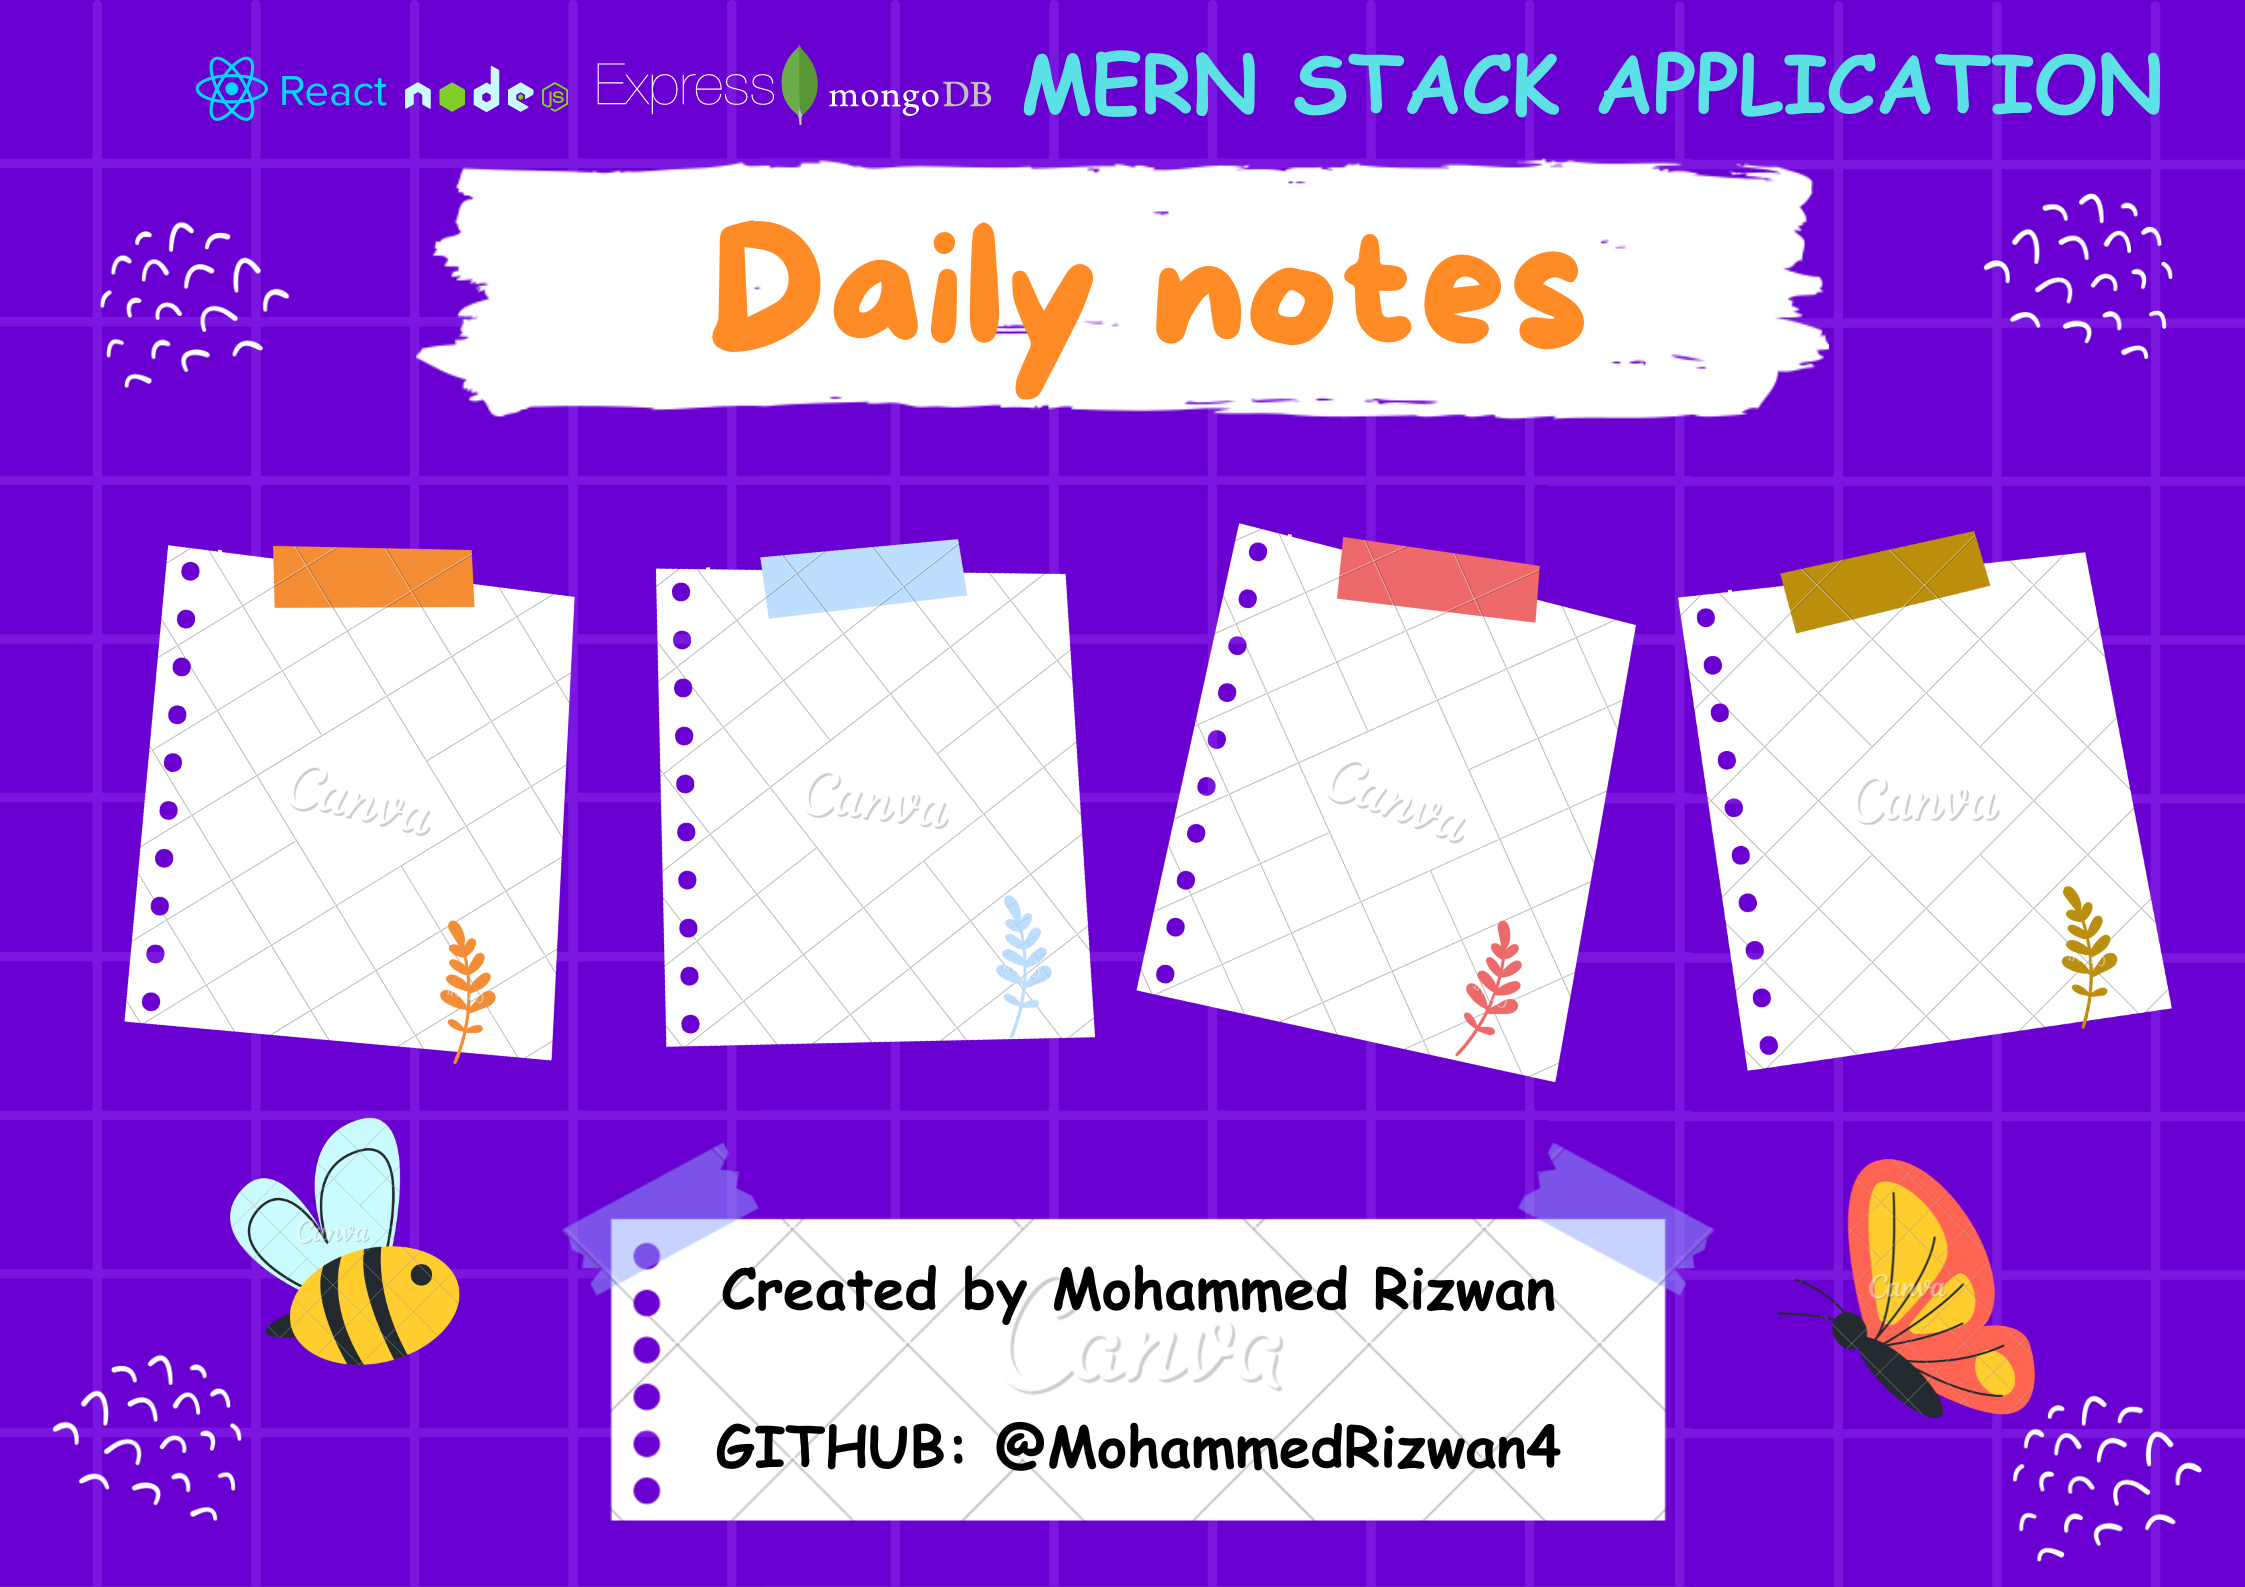 React node JS Express mongoDB MERN STACK APPLICATION
Daily notes
Canva Canva Canva Canva
Canva
Canva
Created by Mohammed Rizwan
Canva
GITHUB: @MohammedRizwan4